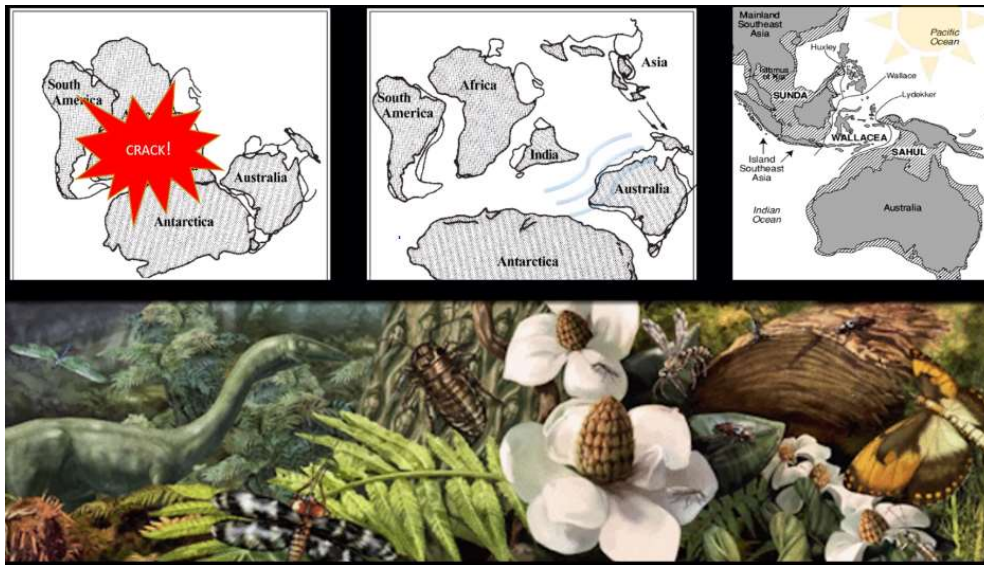 South
America
CRACK!
Australia
Antarctica
South
America
Africa
India
Asia
Australia
Antarctica
Mainland
Southeast
Asia
Pacific
Ocean
Huxley
Isthmus
of Kra
Wallace
SUNDA
Lydekker
WALLACEA
SAHUL
Island
Southeast
Asia
Indian
Ocean
Australia